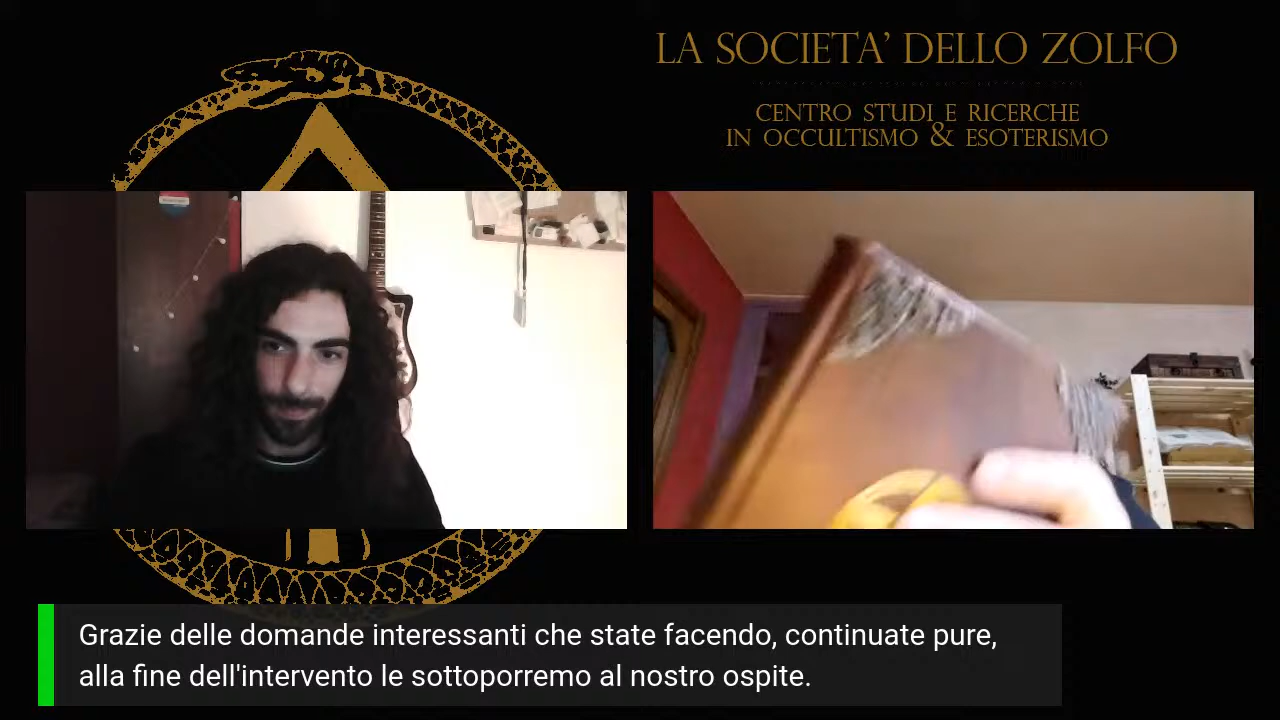 LA SOCIETA' DELLO ZOLFO
CENTRO STUDI E RICERCHE
IN OCCULTISMO & ESOTERISMO
Grazie delle domande interessanti che state facendo, continuate pure,
alla fine dell'intervento le sottoporremo al nostro ospite.